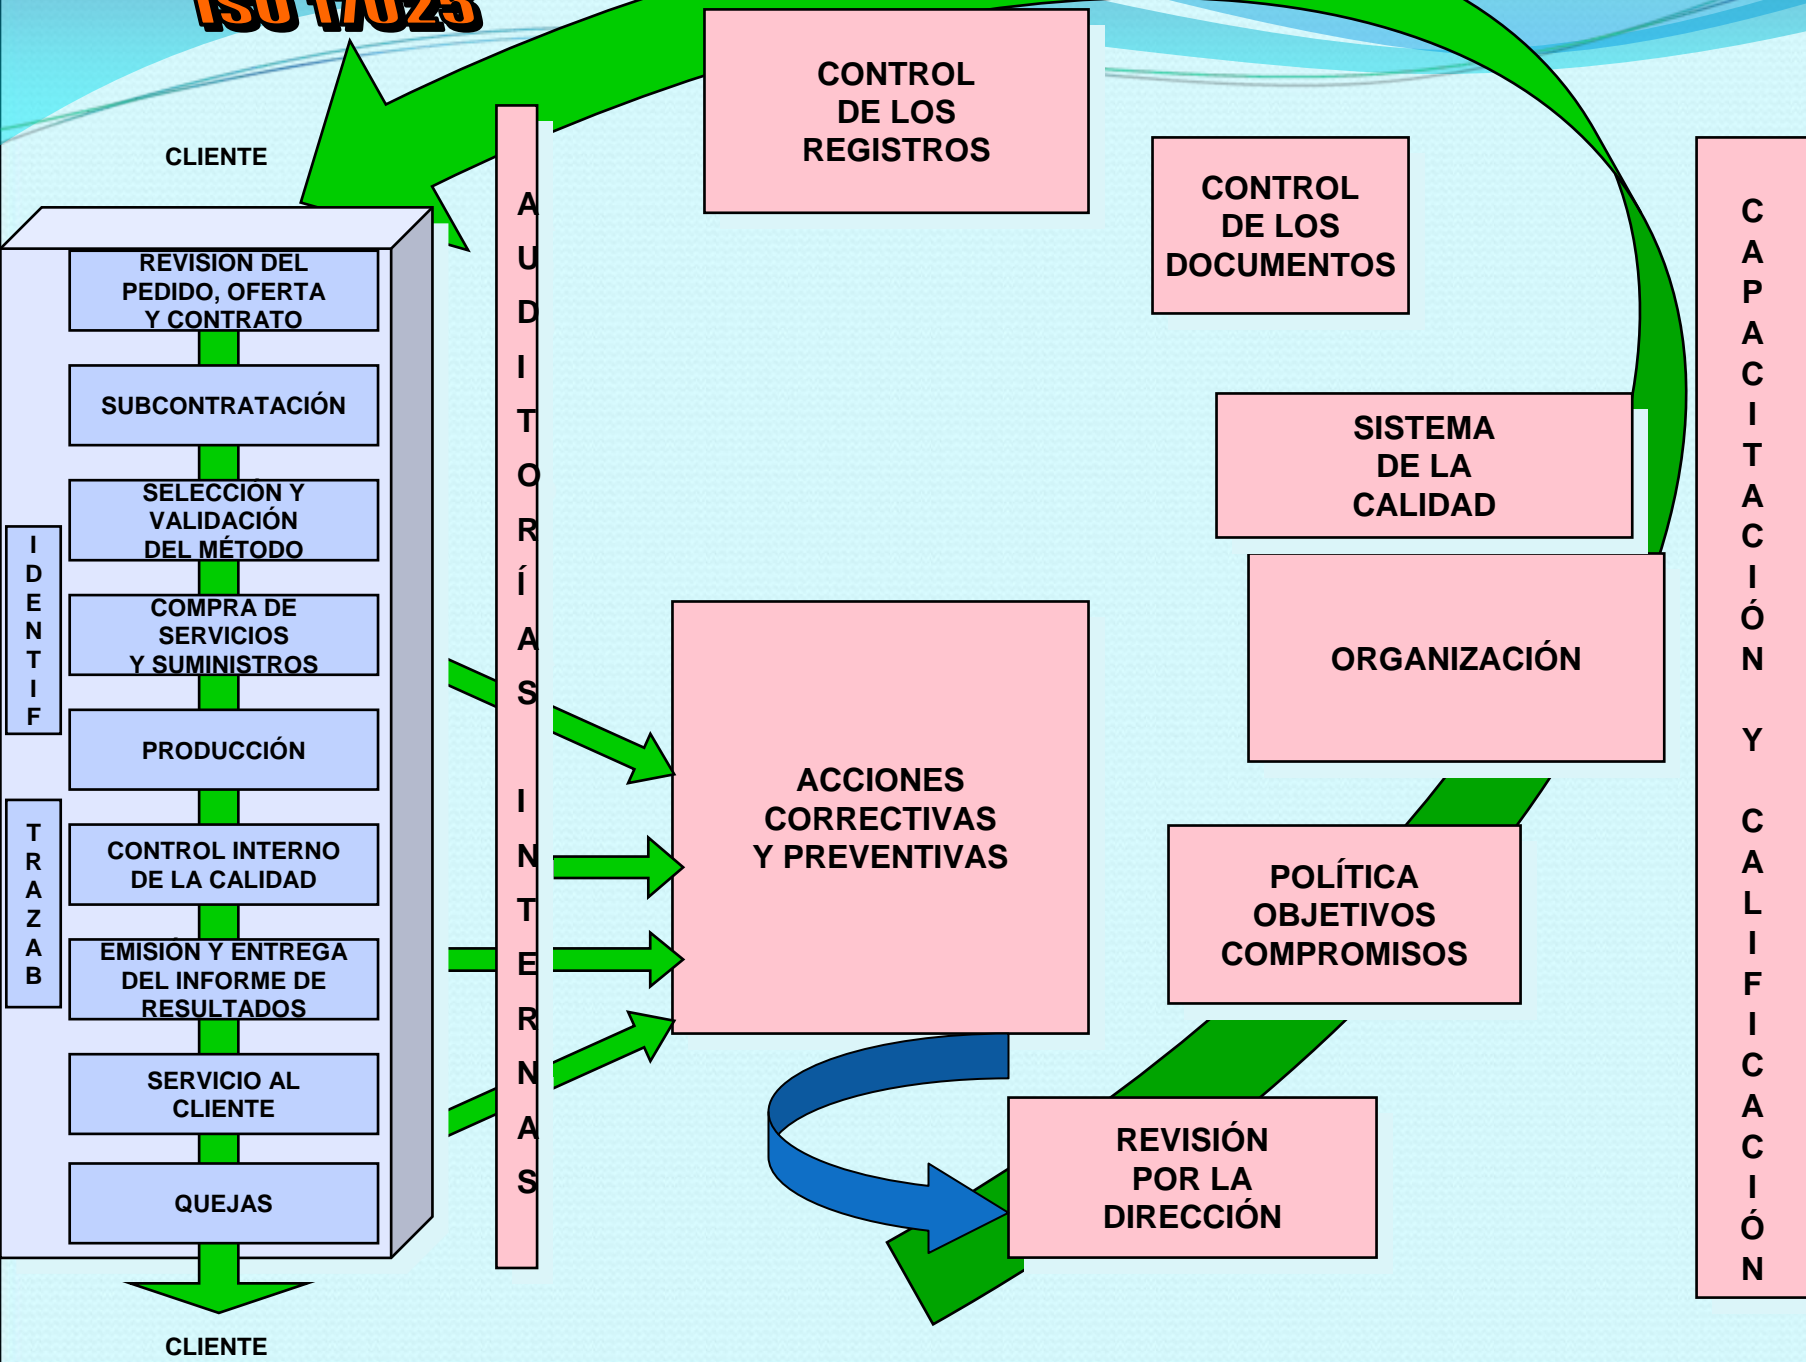 ISO 17025
CLIENTE
REVISION DEL
PEDIDO, OFERTA
Y CONTRATO
SUBCONTRATACIÓN
SELECCIÓN Y
VALIDACIÓN
DEL MÉTODO
COMPRA DE
SERVICIOS
Y SUMINISTROS
PRODUCCIÓN
CONTROL INTERNO
DE LA CALIDAD
EMISIÓN Y ENTREGA
DEL INFORME DE
RESULTADOS
SERVICIO AL
CLIENTE
QUEJAS
CLIENTE
IDENTIF
TRAZAB
AUDITORÍAS INTERNAS
CONTROL
DE LOS
REGISTROS
CONTROL
DE LOS
DOCUMENTOS
SISTEMA
DE LA
CALIDAD
ORGANIZACIÓN
ACCIONES
CORRECTIVAS
Y PREVENTIVAS
POLÍTICA
OBJETIVOS
COMPROMISOS
REVISIÓN
POR LA
DIRECCIÓN
CAPACITACIÓN Y CALIFICACIÓN